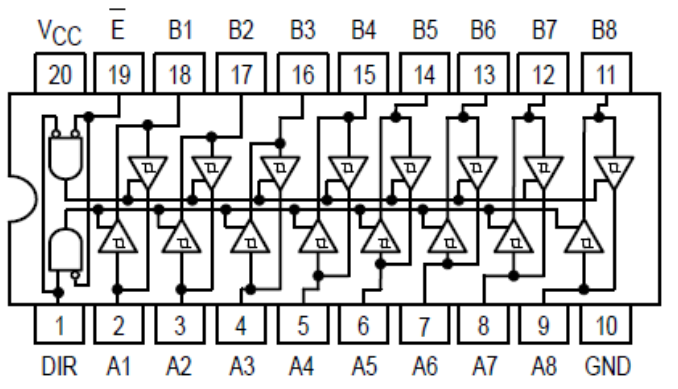 VCC E̅ B1 B2 B3 B4 B5 B6 B7 B8
20 19 18 17 16 15 14 13 12 11
1 2 3 4 5 6 7 8 9 10
DIR A1 A2 A3 A4 A5 A6 A7 A8 GND